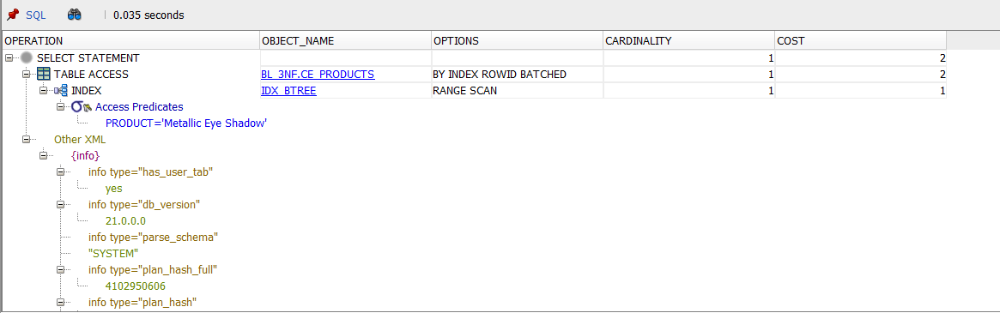 SQL 0.035 seconds
OPERATION OBJECT_NAME OPTIONS CARDINALITY COST
SELECT STATEMENT 1 2
TABLE ACCESS BL_3NF.CE_PRODUCTS BY INDEX ROWID BATCHED 1 2
INDEX IDX_BTREE RANGE SCAN 1 1
Access Predicates
PRODUCT='Metallic Eye Shadow'
Other XML
{info}
info type="has_user_tab"
yes
info type="db_version"
21.0.0.0
info type="parse_schema"
"SYSTEM"
info type="plan_hash_full"
4102950606
info type="plan_hash"